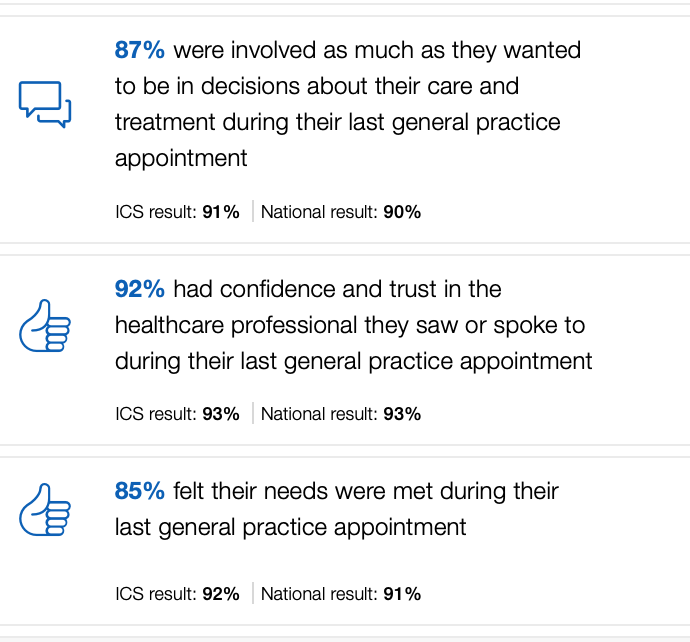 87% were involved as much as they wanted
to be in decisions about their care and
treatment during their last general practice
appointment
ICS result: 91% National result: 90%
92% had confidence and trust in the
healthcare professional they saw or spoke to
during their last general practice appointment
ICS result: 93% National result: 93%
85% felt their needs were met during their
last general practice appointment
ICS result: 92% National result: 91%